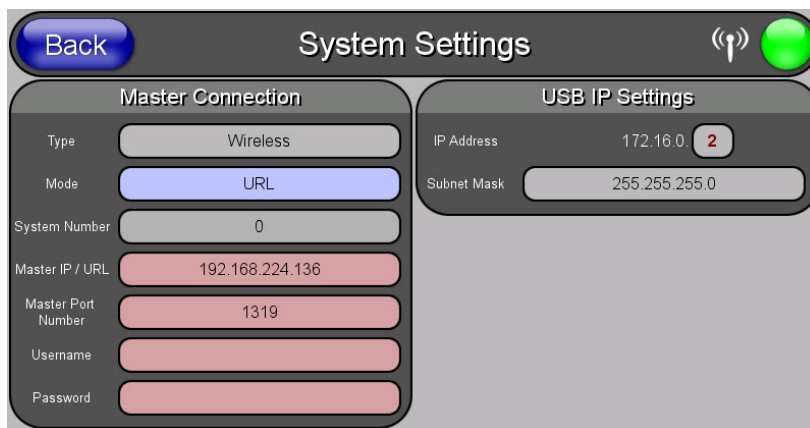 Back
System Settings
Master Connection
Type
Wireless
Mode
URL
System Number
0
Master IP / URL
192.168.224.136
Master Port
Number
1319
Username
Password
USB IP Settings
IP Address
172.16.0. 2
Subnet Mask
255.255.255.0